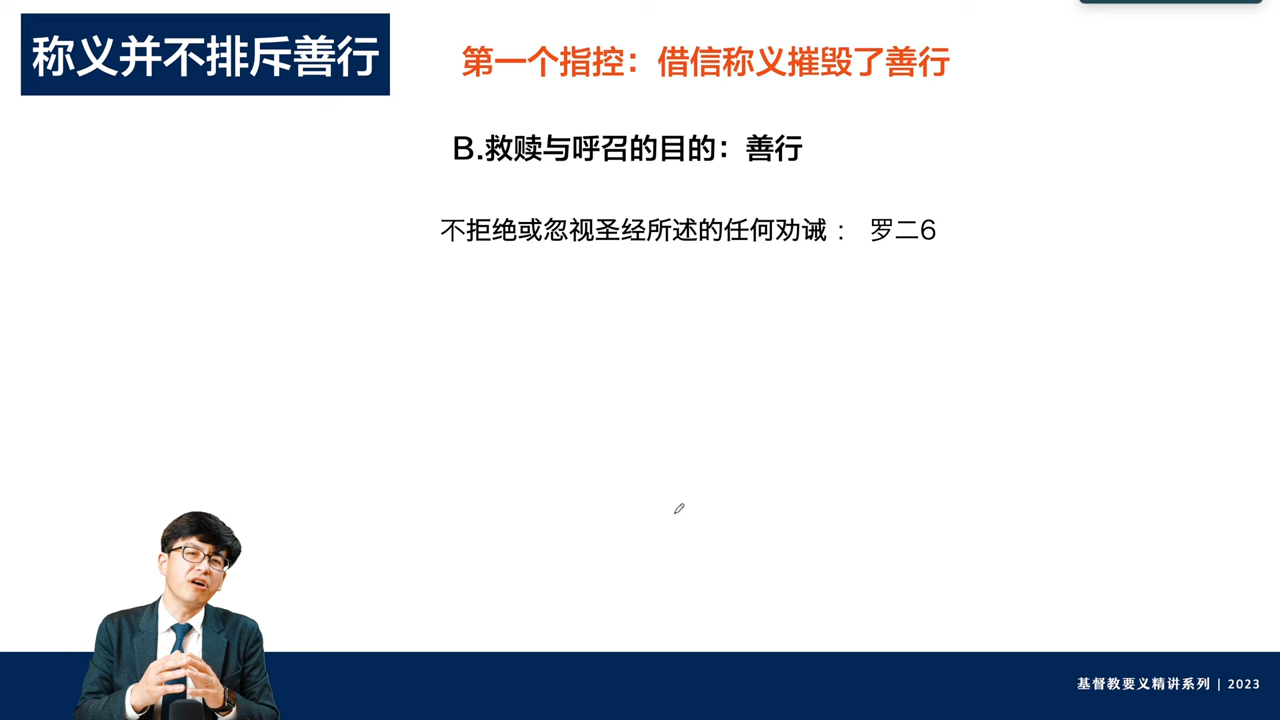 称义并不排斥善行
第一个指控：借信称义摧毁了善行
B.救赎与呼召的目的：善行
不拒绝或忽视圣经所述的任何劝诫： 罗二6
基督教要义精讲系列 | 2023